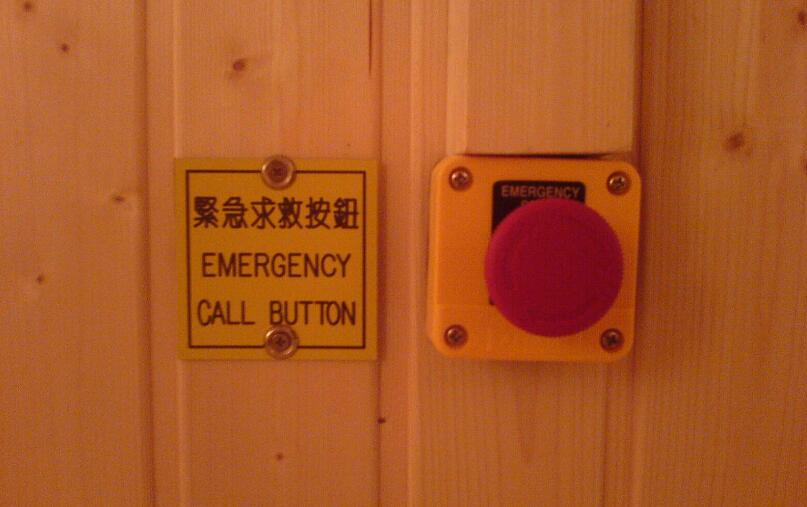 緊急求救按鈕
EMERGENCY
CALL BUTTON
EMERGENCY